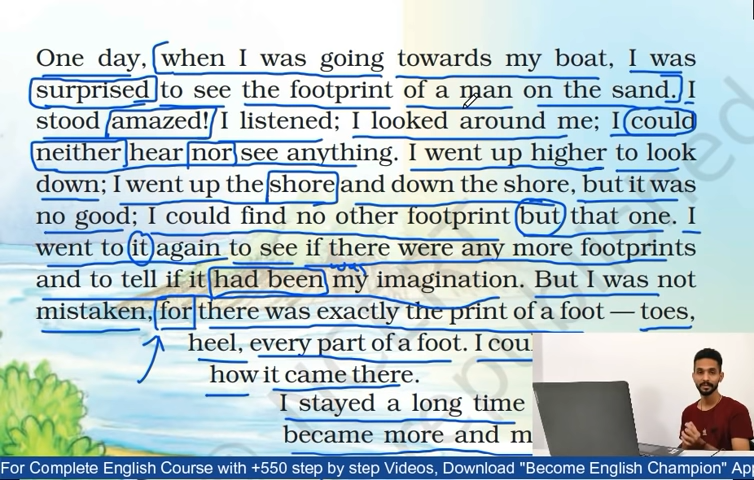 One day, when I was going towards my boat, I was
surprised to see the footprint of a man on the sand. I
stood amazed! I listened; I looked around me; I could
neither hear nor see anything. I went up higher to look
down; I went up the shore and down the shore, but it was
no good; I could find no other footprint but that one. I
went to it again to see if there were any more footprints
was
and to tell if it had been my imagination. But I was not
mistaken, for there was exactly the print of a foot — toes,
heel, every part of a foot. I cou
how it came there.
I stayed a long time
became more and m
For Complete English Course with +550 step by step Videos, Download "Become English Champion" Ap